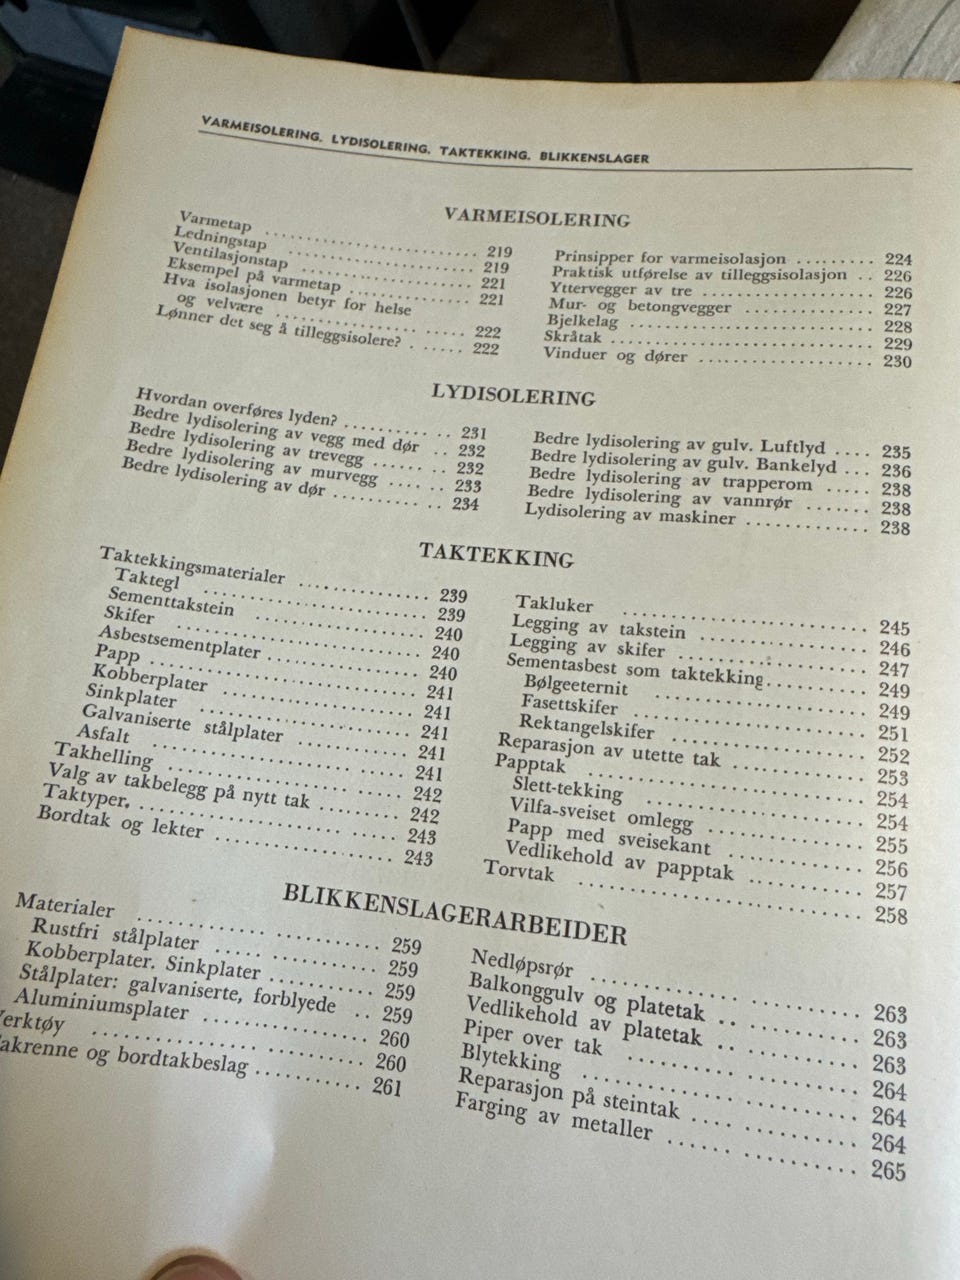 VARMEISOLERING. LYDISOLERING. TAKTEKKING. BLIKKENSLAGER
VARMEISOLERING
Varmetap .......... 219
Ledningstap .......... 219
Ventilasjonstap .......... 221
Eksempel på varmetap .......... 221
Hva isolasjonen betyr for helse
og velvære .......... 222
Lønner det seg å tilleggsisolere? ...... 222
Prinsipper for varmeisolasjon ......... 224
Praktisk utførelse av tilleggsisolasjon .. 226
Yttervegger av tre .......... 226
Mur- og betongvegger .......... 227
Bjelkelag .......... 228
Skråtak .......... 229
Vinduer og dører .......... 230
LYDISOLERING
Hvordan overføres lyden? .......... 231
Bedre lydisolering av vegg med dør .. 232
Bedre lydisolering av trevegg ...... 232
Bedre lydisolering av murvegg ...... 233
Bedre lydisolering av dør .......... 234
Bedre lydisolering av gulv. Luftlyd .... 235
Bedre lydisolering av gulv. Bankelyd ... 236
Bedre lydisolering av trapperom ..... 238
Bedre lydisolering av vannrør ....... 238
Lydisolering av maskiner .......... 238
TAKTEKKING
Taktekkingsmaterialer .......... 239
Taktegl .......... 239
Sementtakstein .......... 240
Skifer .......... 240
Asbestsementplater .......... 240
Papp .......... 241
Kobberplater .......... 241
Sinkplater .......... 241
Galvaniserte stålplater .......... 241
Asfalt .......... 241
Takhelling .......... 242
Valg av takbelegg på nytt tak .......... 242
Taktyper. .......... 243
Bordtak og lekter .......... 243
Takluker .......... 245
Legging av takstein .......... 246
Legging av skifer .......... 247
Sementasbest som taktekking .......... 249
Bølgeeternit .......... 249
Fasettskifer .......... 251
Rektangelskifer .......... 252
Reparasjon av utette tak .......... 253
Papptak .......... 254
Slett-tekking .......... 254
Vilfa-sveiset omlegg .......... 255
Papp med sveisekant .......... 256
Vedlikehold av papptak .......... 257
Torvtak .......... 258
BLIKKENSLAGERARBEIDER
Materialer .......... 259
Rustfri stålplater .......... 259
Kobberplater. Sinkplater .......... 259
Stålplater: galvaniserte, forblyede .. 259
Aluminiumsplater .......... 260
erktøy .......... 260
akrenne og bordtakbeslag .......... 261
Nedløpsrør .......... 263
Balkonggulv og platetak .......... 263
Vedlikehold av platetak .......... 263
Piper over tak .......... 264
Blytekking .......... 264
Reparasjon på steintak .......... 264
Farging av metaller .......... 265